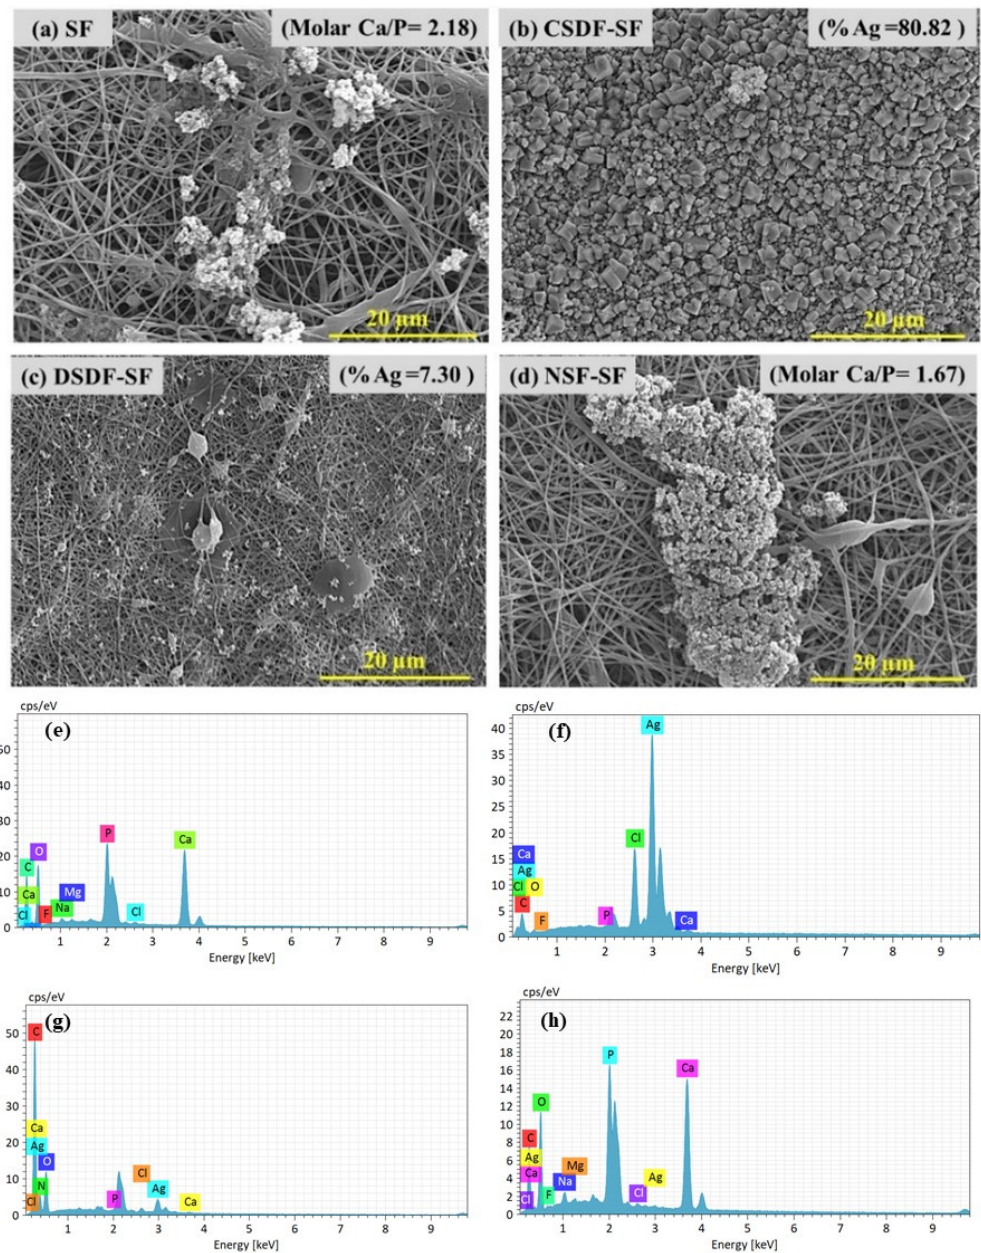 (a) SF (Molar Ca/P= 2.18)
20 µm
(b) CSDF-SF (% Ag =80.82 )
20 µm
(c) DSDF-SF (% Ag =7.30 )
20 µm
(d) NSF-SF (Molar Ca/P= 1.67)
20 µm
cps/eV
(e)
50
40
30
20
10
0
P
Ca
O
C
Ca
Cl
F
Na
Mg
Cl
1 2 3 4 5 6 7 8 9
Energy [keV]
cps/eV
(f)
40
35
30
25
20
15
10
5
0
Ag
Cl
Ca
Ag
Cl
O
C
F
P
Ca
1 2 3 4 5 6 7 8 9
Energy [keV]
cps/eV
(g)
50
40
30
20
10
0
C
Ca
Ag
O
N
Cl
P
Cl
Ag
Ca
1 2 3 4 5 6 7 8 9
Energy [keV]
cps/eV
(h)
22
20
18
16
14
12
10
8
6
4
2
0
P
Ca
O
C
Ag
Ca
Cl
F
Na
Mg
Cl
Ag
1 2 3 4 5 6 7 8 9
Energy [keV]